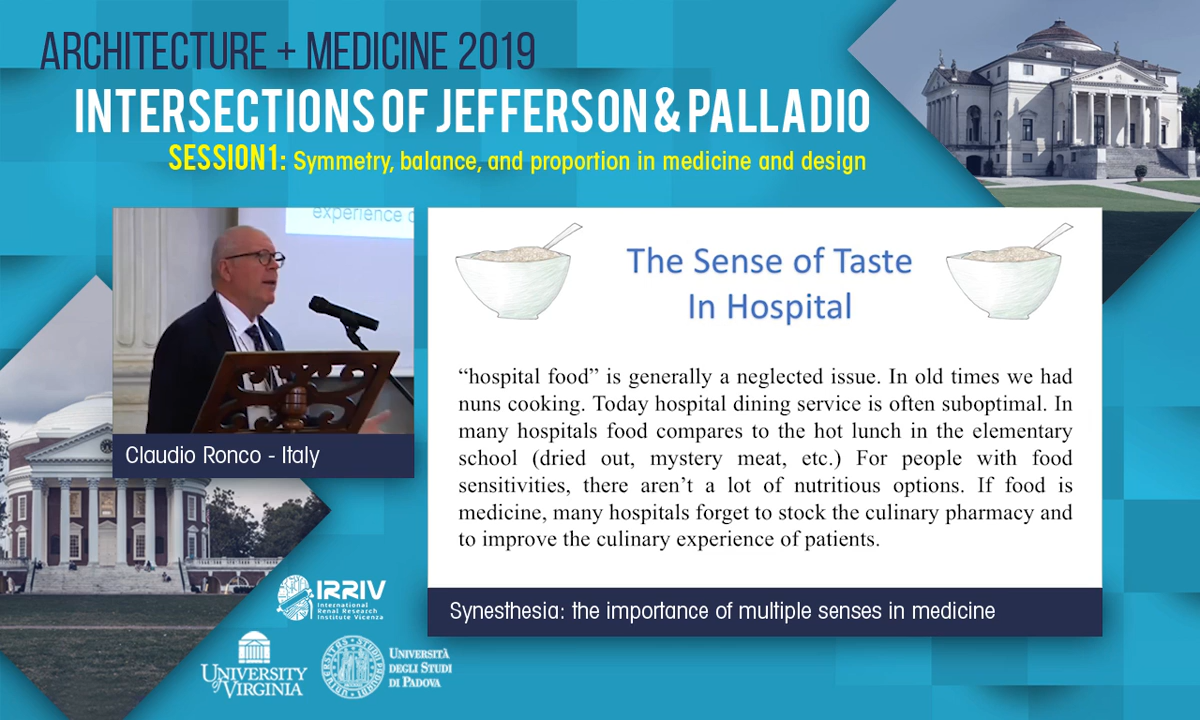 ARCHITECTURE + MEDICINE 2019
INTERSECTIONS OF JEFFERSON & PALLADIO
SESSION1: Symmetry, balance, and proportion in medicine and design
experience
Claudio Ronco - Italy
The Sense of Taste
In Hospital
“hospital food” is generally a neglected issue. In old times we had
nuns cooking. Today hospital dining service is often suboptimal. In
many hospitals food compares to the hot lunch in the elementary
school (dried out, mystery meat, etc.) For people with food
sensitivities, there aren’t a lot of nutritious options. If food is
medicine, many hospitals forget to stock the culinary pharmacy and
to improve the culinary experience of patients.
Synesthesia: the importance of multiple senses in medicine
IRRIV
International
Renal Research
Institute Vicenza
UNIVERSITY
of VIRGINIA
UNIVERSITÀ
DEGLI STUDI
DI PADOVA